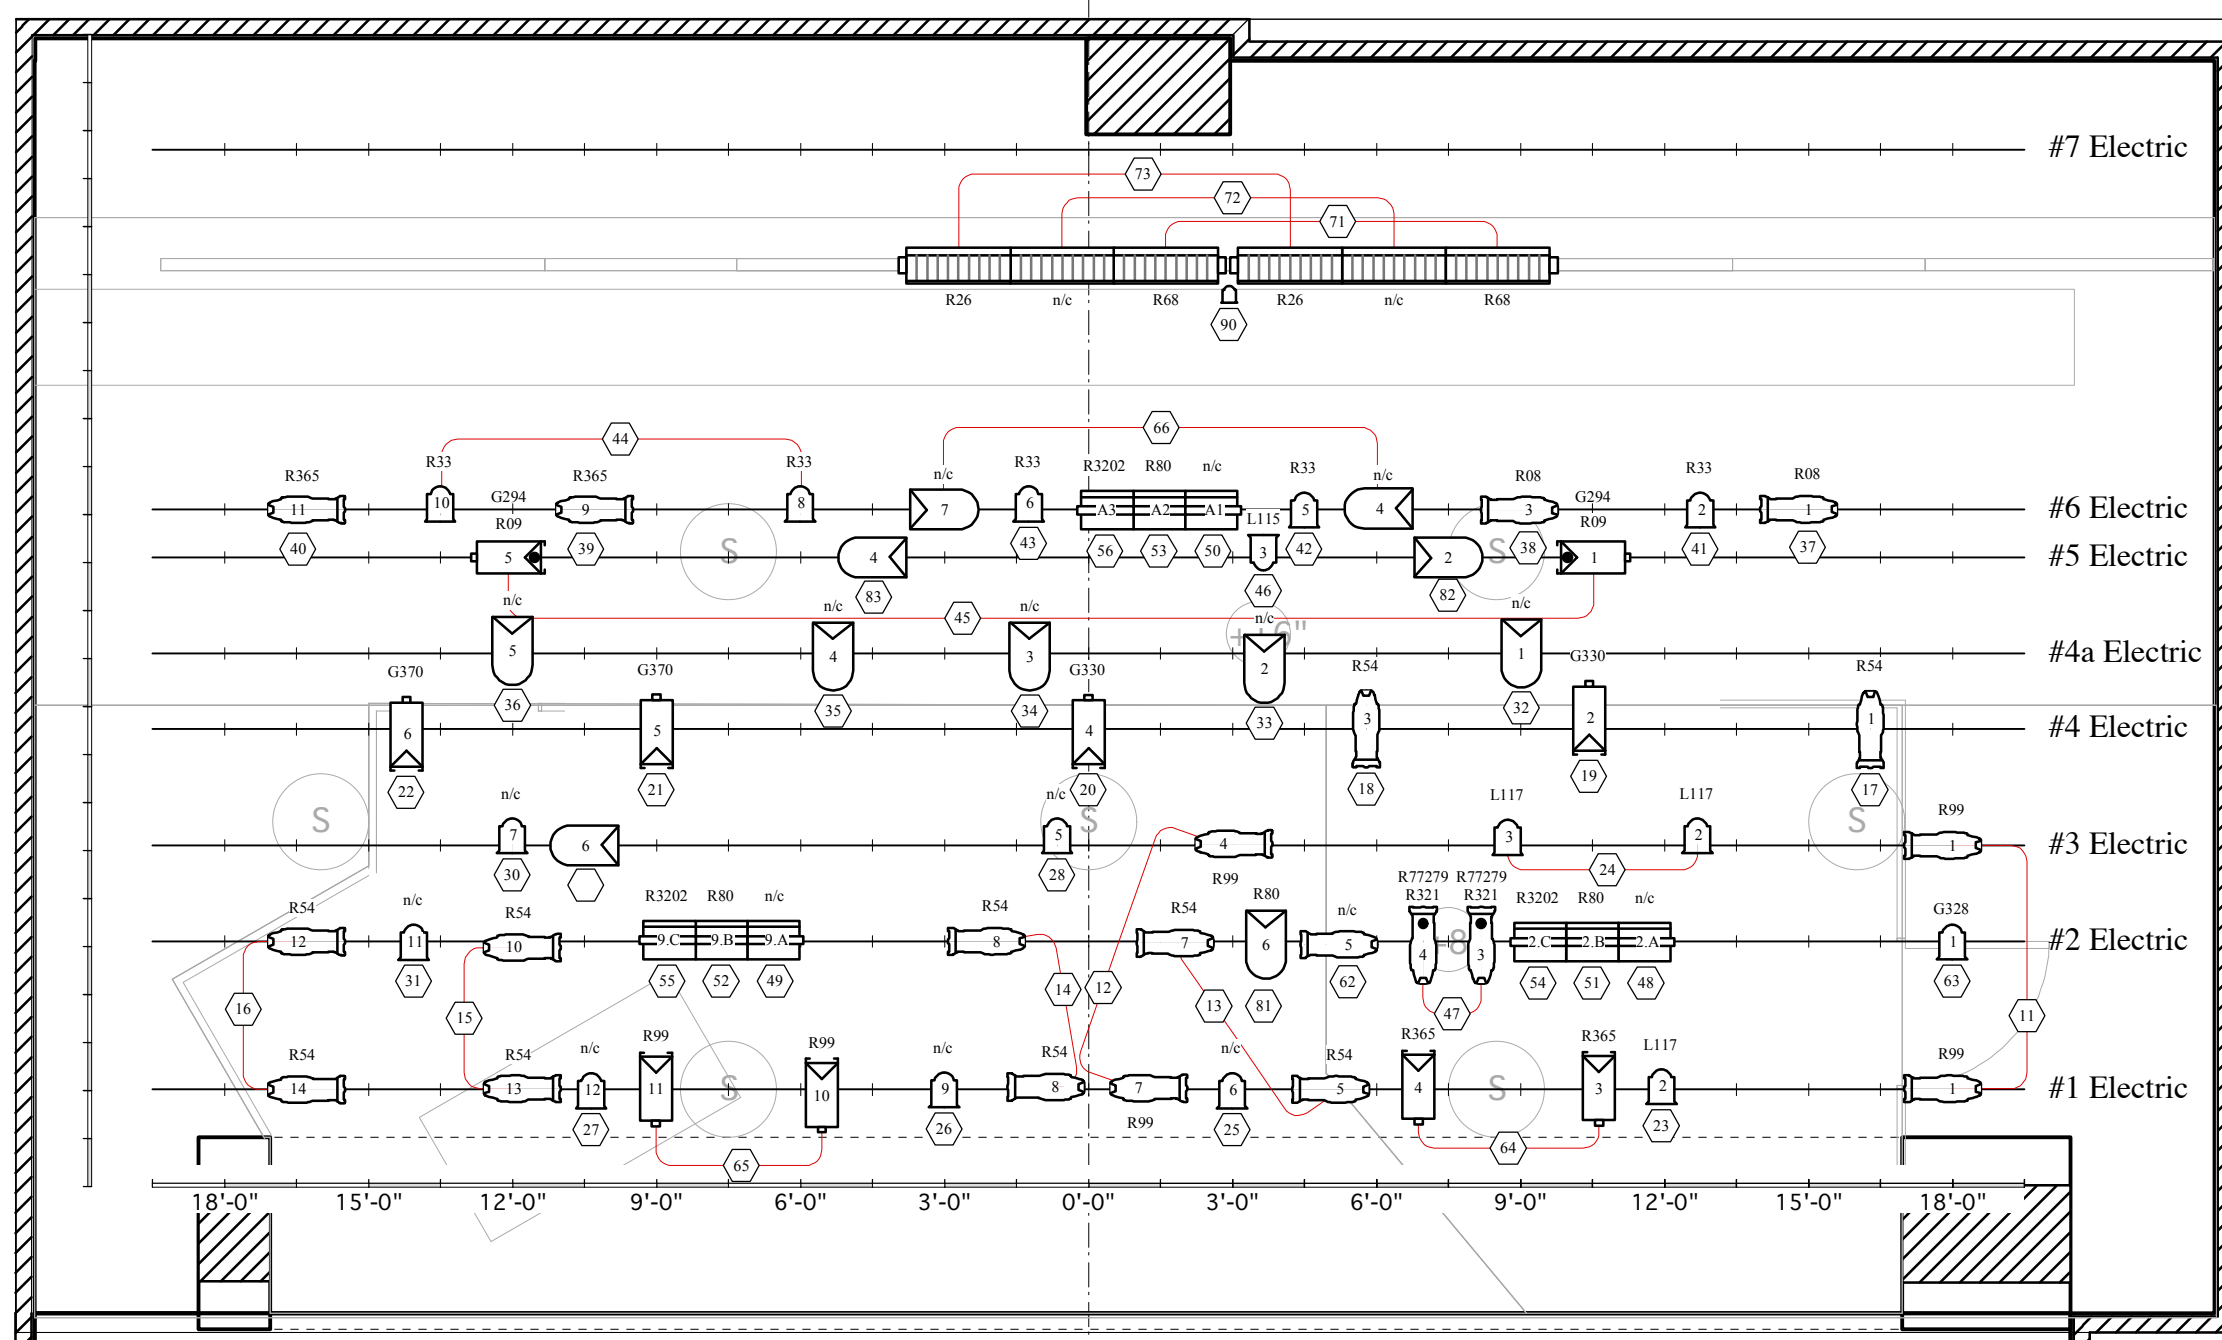 #7 Electric
73
72
71
R26 n/c R68 R26 n/c R68
90
44 66
R365 R33 R365 R33 n/c R33 R3202 R80 n/c R33 n/c R08 R33 R08
11 10 9 8 7 6 A3 A2 A1 5 4 3 2 1 #6 Electric
40 39 43 56 53 50 42 38 41 37
G294 L115 G294
R09 R09
5 S 4 3 2 S 1 #5 Electric
83 46 82
45
n/c n/c n/c n/c n/c
5 4 3 2 ++6" 1 #4a Electric
36 35 34 33 32
G370 G370 G330 R54 G330 R54
6 5 4 3 2 1 #4 Electric
22 21 20 18 19 17
S S S
n/c n/c L117 L117 R99
7 6 5 4 3 2 1 #3 Electric
30 28 R99 24
R77279 R77279
R54 n/c R54 R3202 R80 n/c R54 R54 R80 n/c R321 R321 R3202 R80 n/c G328
12 11 10 9.C 9.B 9.A 8 7 6 5 4 +8 3 2.C 2.B 2.A 1 #2 Electric
31 55 52 49 81 62 54 51 48 63
16 15 14 12 13 47 11
R54 R54 n/c R99 R99 n/c R54 n/c R54 R365 R365 L117 R99
14 13 12 11 S 10 9 8 7 6 5 4 S 3 2 1 #1 Electric
27 26 R99 25 23
65 64
18'-0" 15'-0" 12'-0" 9'-0" 6'-0" 3'-0" 0'-0" 3'-0" 6'-0" 9'-0" 12'-0" 15'-0" 18'-0"